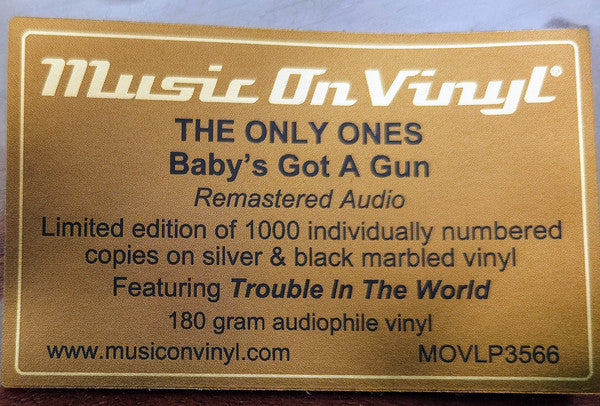 Music On Vinyl®
THE ONLY ONES
Baby's Got A Gun
Remastered Audio
Limited edition of 1000 individually numbered
copies on silver & black marbled vinyl
Featuring Trouble In The World
180 gram audiophile vinyl
www.musiconvinyl.com MOVLP3566